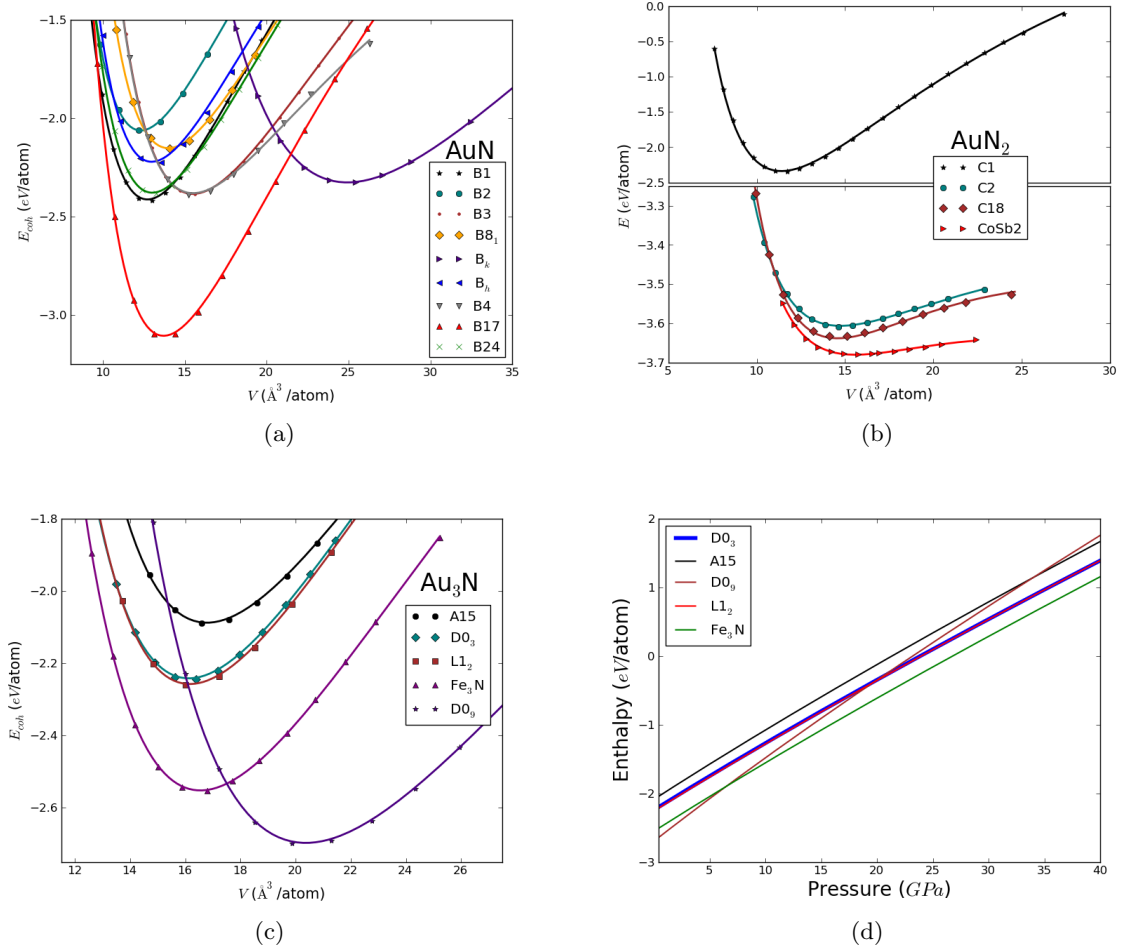 −1.5
−2.0
−2.5
−3.0
E_coh (eV/atom)
AuN
B1
B2
B3
B8₁
B_k
B_h
B4
B17
B24
10 15 20 25 30 35
V (Å³ /atom)
(a)
0.0
−0.5
−1.0
−1.5
−2.0
−2.5
AuN₂
C1
C2
C18
CoSb2
E (eV/atom)
−3.3
−3.4
−3.5
−3.6
−3.7
5 10 15 20 25 30
V (Å³ /atom)
(b)
−1.8
−2.0
−2.2
−2.4
−2.6
E_coh (eV/atom)
Au₃N
A15
D0₃
L1₂
Fe₃N
D0₉
12 14 16 18 20 22 24 26
V (Å³ /atom)
(c)
2
1
0
−1
−2
−3
Enthalpy (eV/atom)
D0₃
A15
D0₉
L1₂
Fe₃N
5 10 15 20 25 30 35 40
Pressure (GPa)
(d)